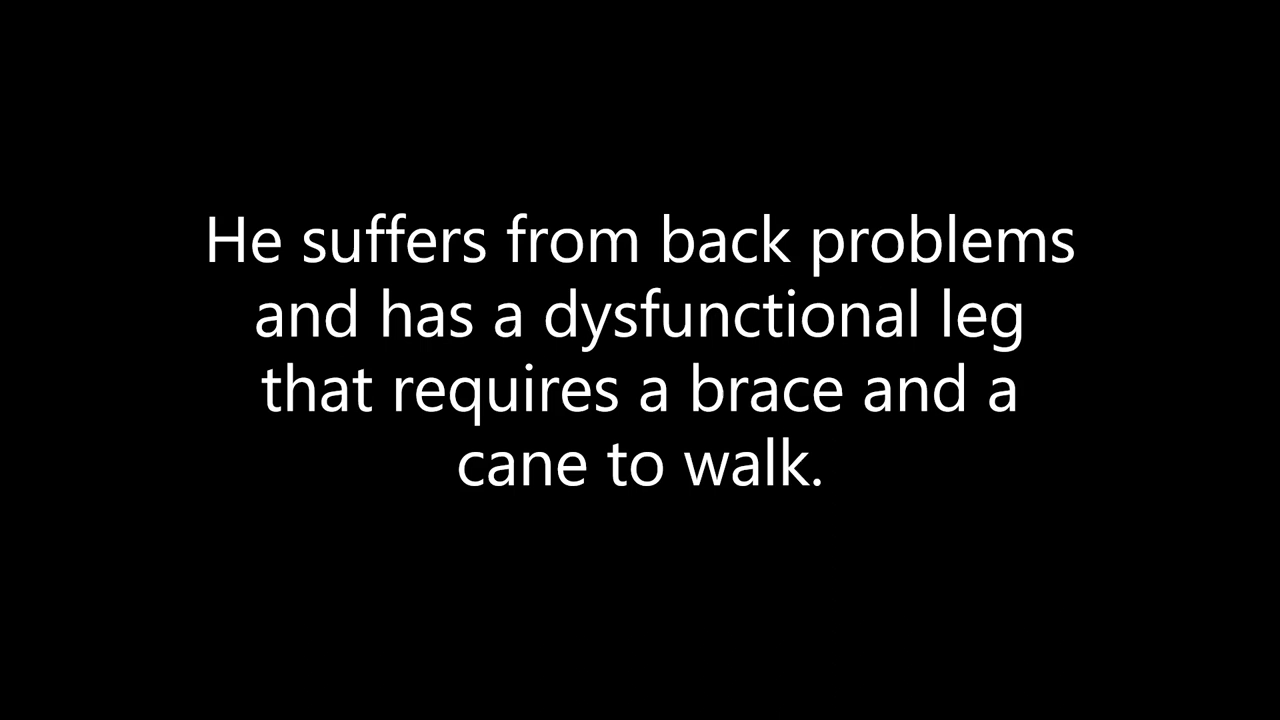 He suffers from back problems
and has a dysfunctional leg
that requires a brace and a
cane to walk.